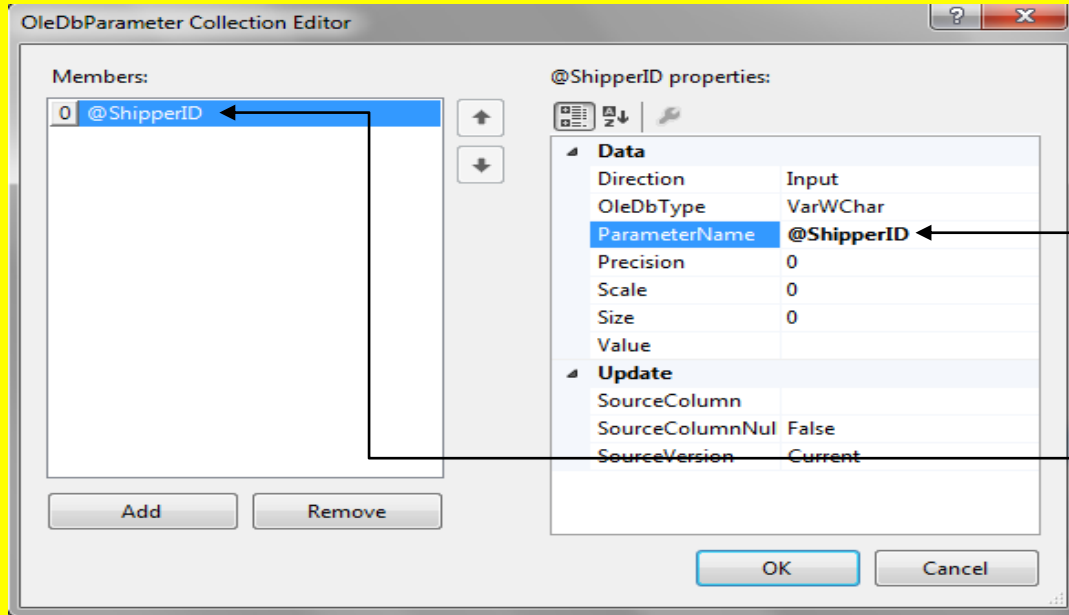 OleDbParameter Collection Editor
Members:
0 @ShipperID
Add
Remove
@ShipperID properties:
Data
Direction Input
OleDbType VarWChar
ParameterName @ShipperID
Precision 0
Scale 0
Size 0
Value
Update
SourceColumn
SourceColumnNul False
SourceVersion Current
OK
Cancel